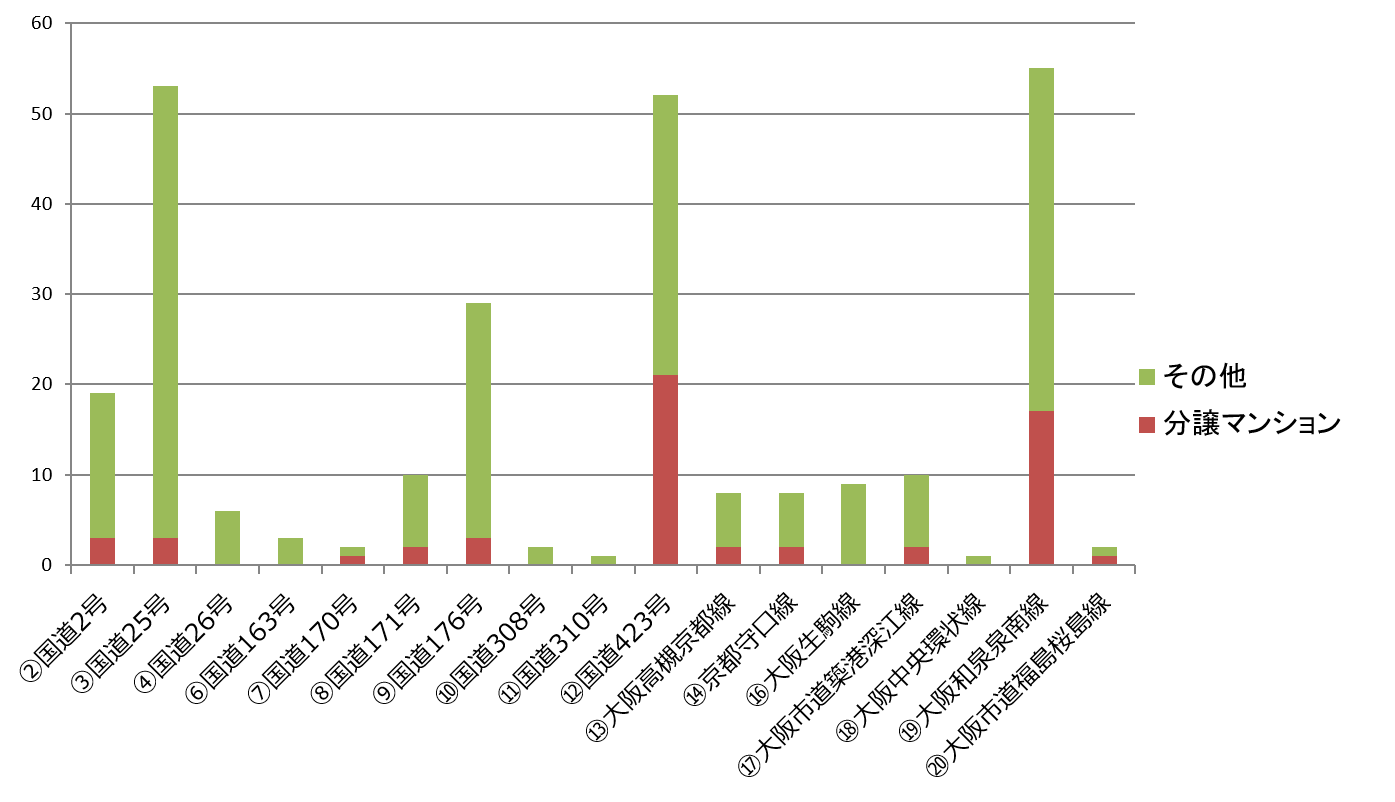 60
50
40
30
20
10
0
②国道2号
③国道25号
④国道26号
⑥国道163号
⑦国道170号
⑧国道171号
⑨国道176号
⑩国道308号
⑪国道310号
⑫国道423号
⑬大阪高槻京都線
⑭京都守口線
⑯大阪生駒線
⑰大阪市道築港深江線
⑱大阪中央環状線
⑲大阪和泉泉南線
⑳大阪市道福島桜島線
その他
分譲マンション